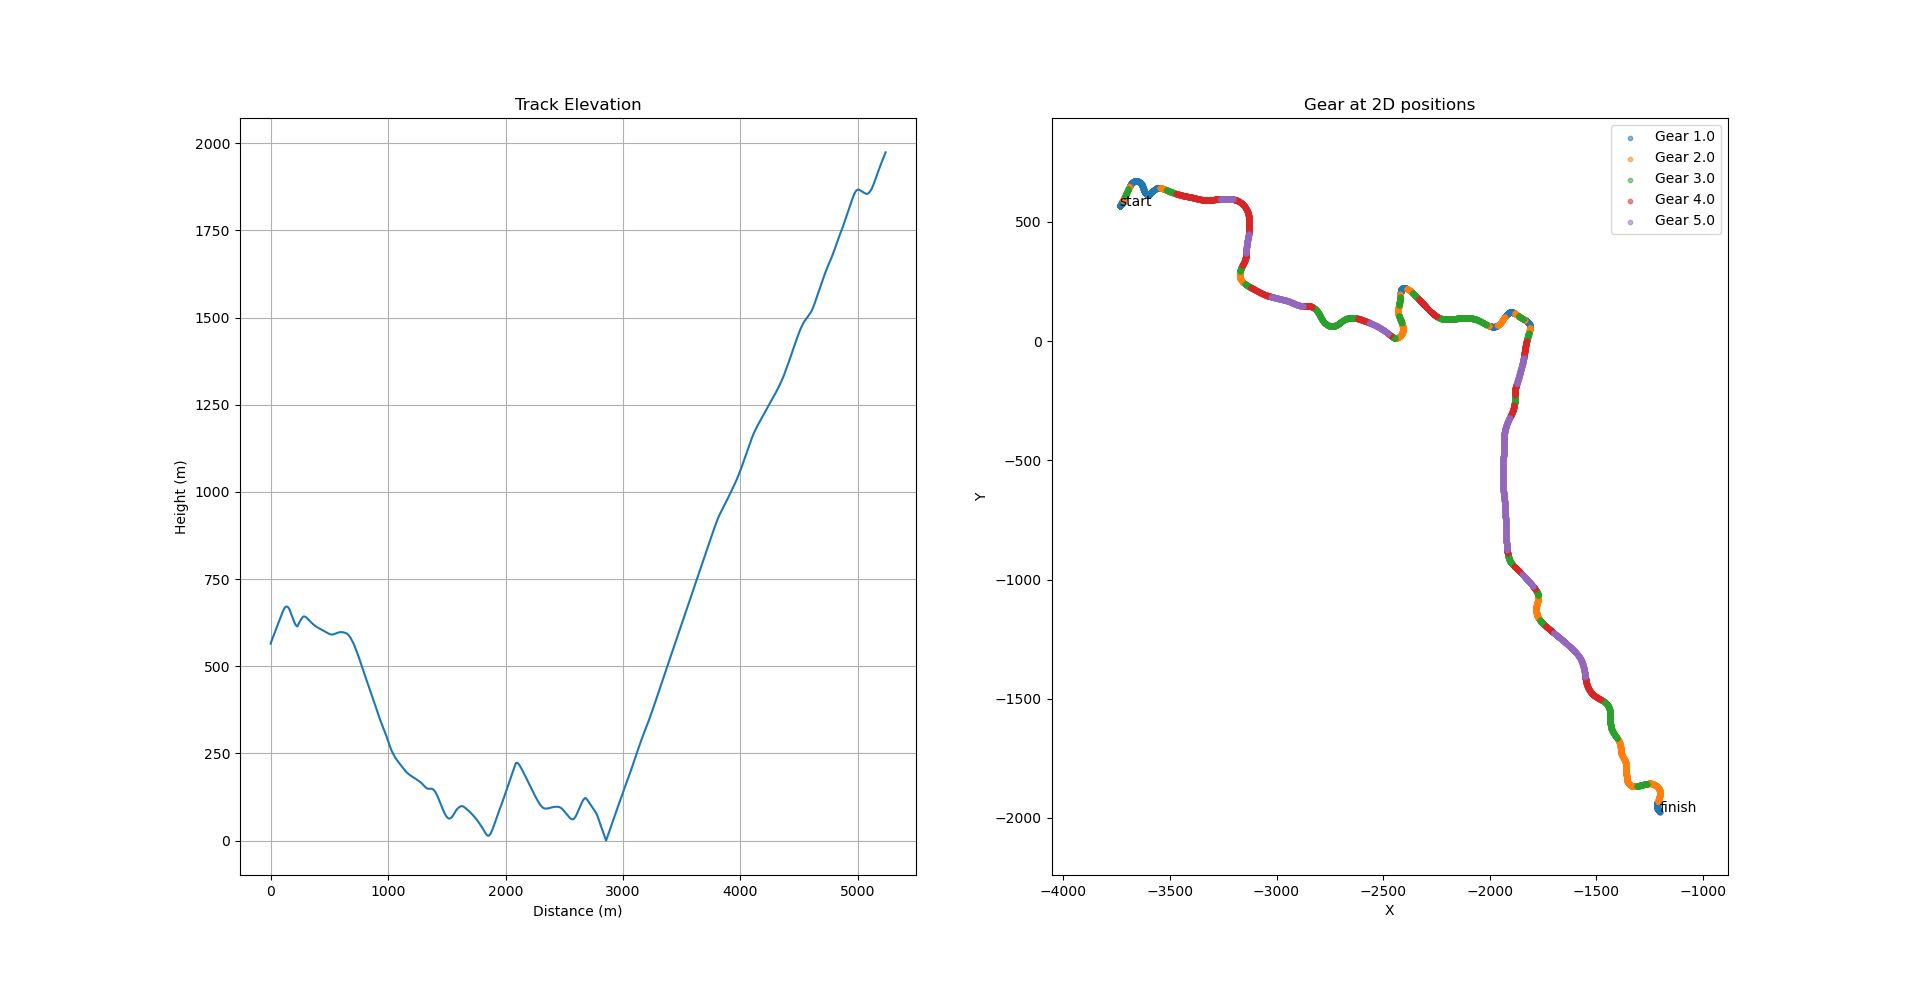 Track Elevation
2000
1750
1500
1250
1000
750
500
250
0
Height (m)
0 1000 2000 3000 4000 5000
Distance (m)
Gear at 2D positions
Gear 1.0
Gear 2.0
Gear 3.0
Gear 4.0
Gear 5.0
start
finish
500
0
−500
−1000
−1500
−2000
Y
−4000 −3500 −3000 −2500 −2000 −1500 −1000
X